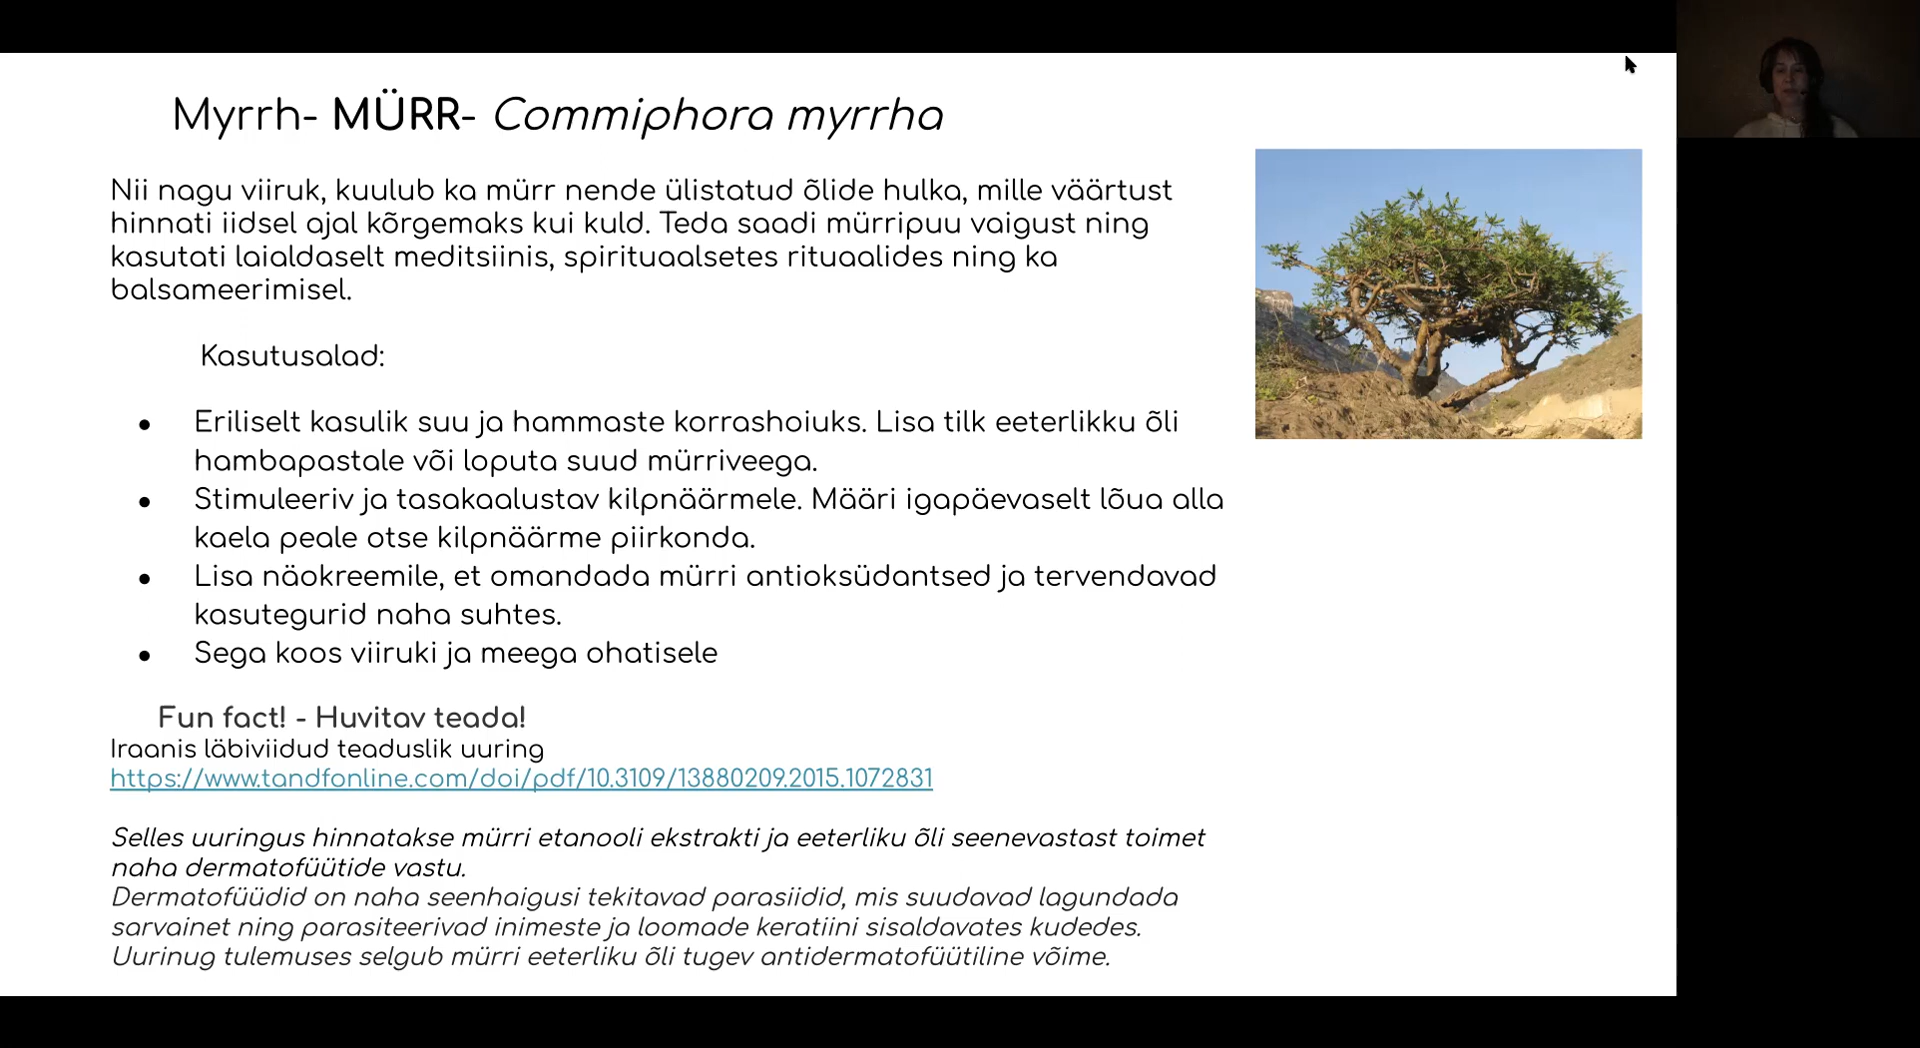 Myrrh- MÜRR- Commiphora myrrha
Nii nagu viiruk, kuulub ka mürr nende ülistatud õlide hulka, mille väärtust
hinnati iidsel ajal kõrgemaks kui kuld. Teda saadi mürripuu vaigust ning
kasutati laialdaselt meditsiinis, spirituaalsetes rituaalides ning ka
balsameerimisel.
Kasutusalad:
● Eriliselt kasulik suu ja hammaste korrashoiuks. Lisa tilk eeterlikku õli
hambapastale või loputa suud mürriveega.
● Stimuleeriv ja tasakaalustav kilpnäärmele. Määri igapäevaselt lõua alla
kaela peale otse kilpnäärme piirkonda.
● Lisa näokreemile, et omandada mürri antioksüdantsed ja tervendavad
kasutegurid naha suhtes.
● Sega koos viiruki ja meega ohatisele
Fun fact! - Huvitav teada!
Iraanis läbiviidud teaduslik uuring
https://www.tandfonline.com/doi/pdf/10.3109/13880209.2015.1072831
Selles uuringus hinnatakse mürri etanooli ekstrakti ja eeterliku õli seenevastast toimet
naha dermatofüütide vastu.
Dermatofüüdid on naha seenhaigusi tekitavad parasiidid, mis suudavad lagundada
sarvainet ning parasiteerivad inimeste ja loomade keratiini sisaldavates kudedes.
Uurinug tulemuses selgub mürri eeterliku õli tugev antidermatofüütiline võime.